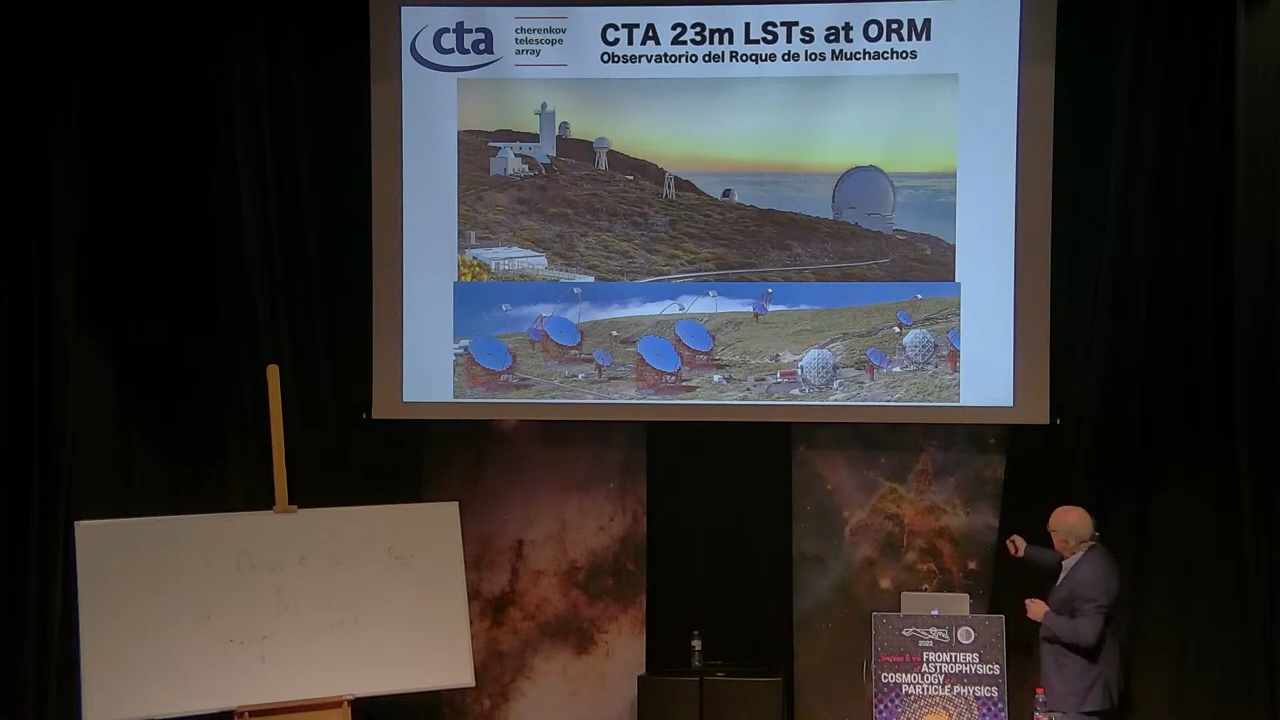 cta
cherenkov
telescope
array
CTA 23m LSTs at ORM
Observatorio del Roque de los Muchachos
2022
FRONTIERS
ASTROPHYSICS
COSMOLOGY
PARTICLE PHYSICS